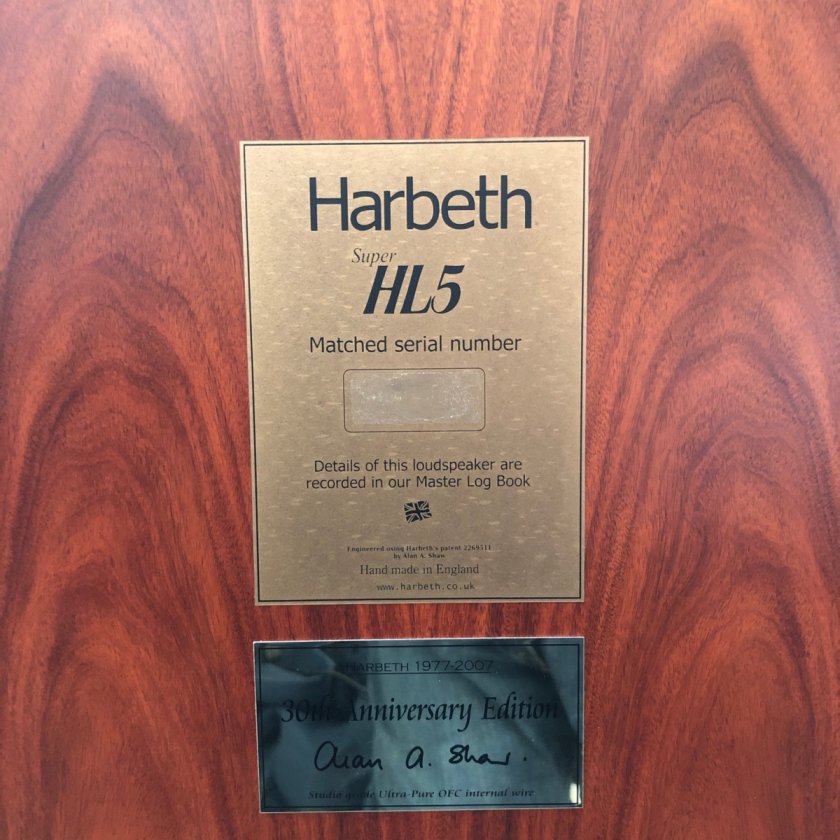 Harbeth
Super
HL5
Matched serial number
Details of this loudspeaker are
recorded in our Master Log Book
Engineered using Harbeth's patent 2269511
by Alan A. Shaw
Hand made in England
www.harbeth.co.uk
HARBETH 1977-2007
30th Anniversary Edition
Alan A. Shaw.
Studio grade Ultra-Pure OFC internal wire